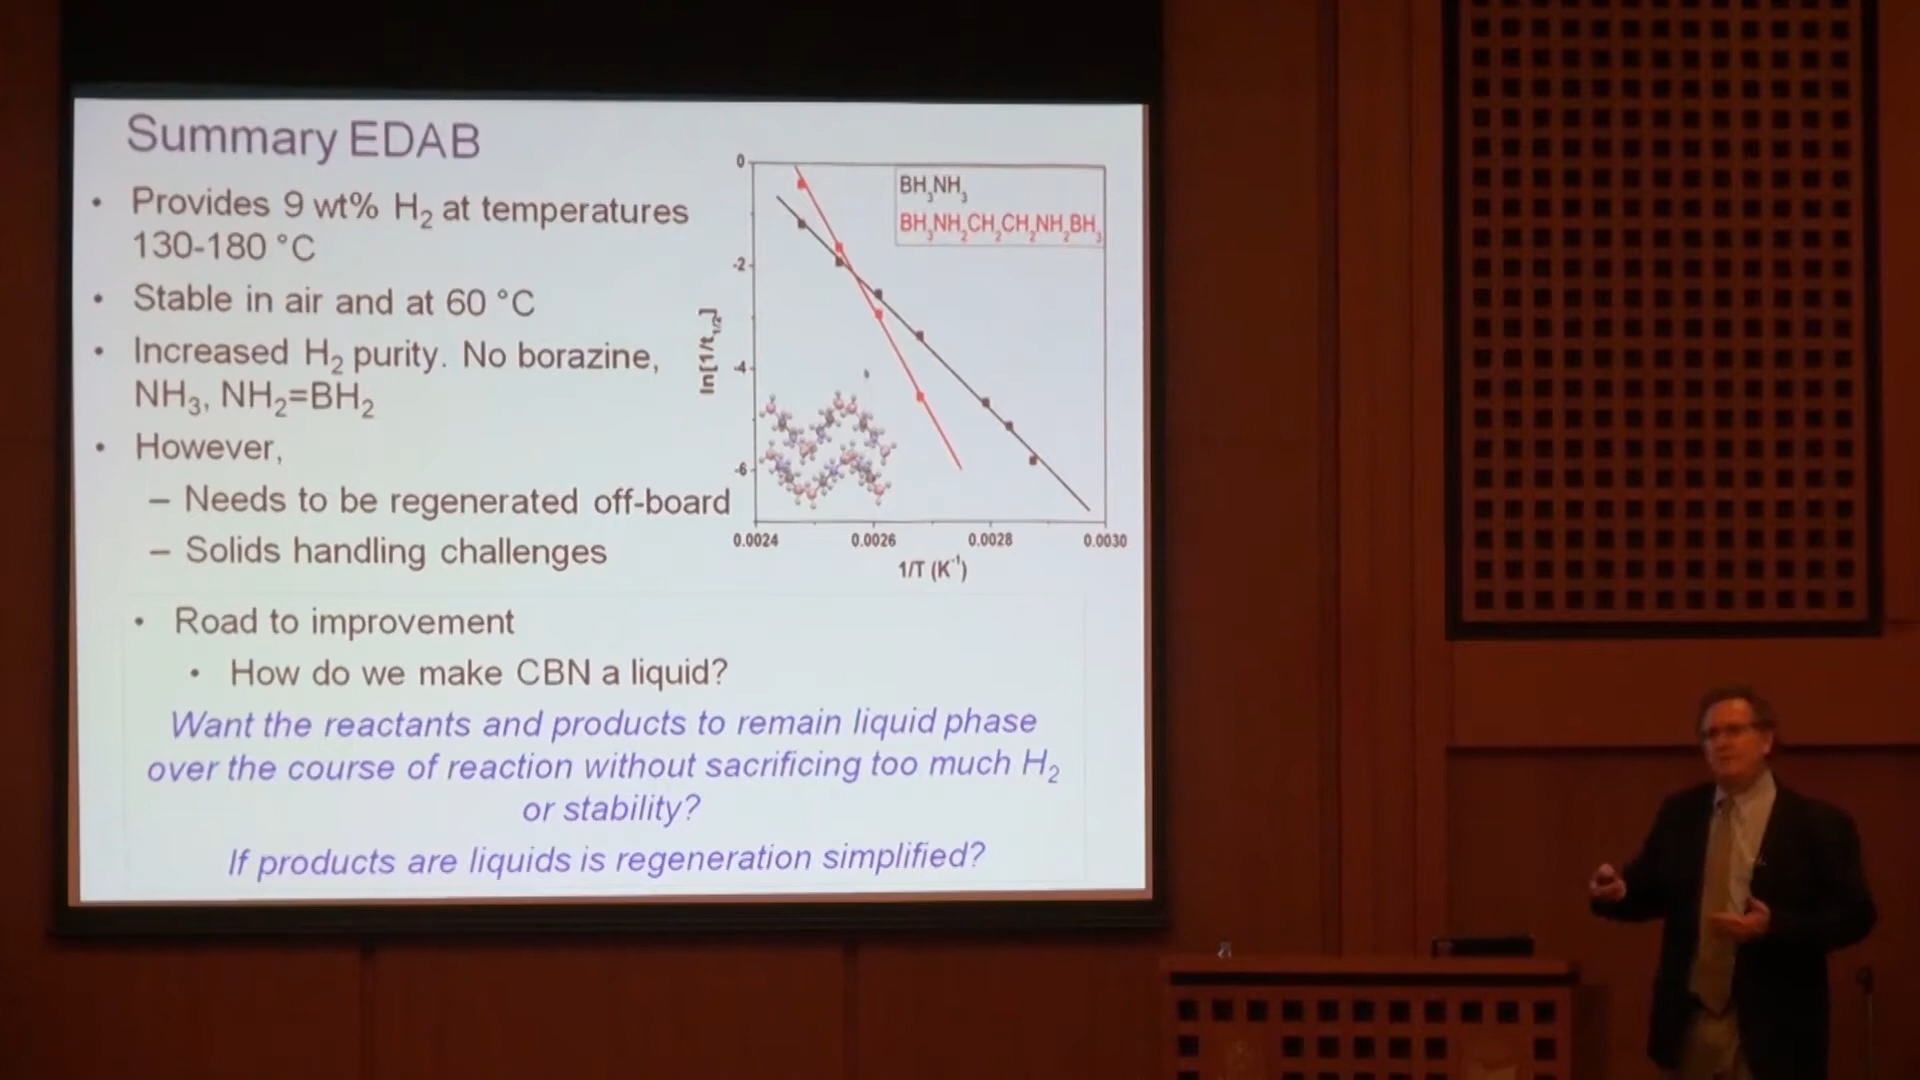 Summary EDAB
• Provides 9 wt% H₂ at temperatures
130-180 °C
• Stable in air and at 60 °C
• Increased H₂ purity. No borazine,
NH₃, NH₂=BH₂
• However,
– Needs to be regenerated off-board
– Solids handling challenges
0
-2
-4
-6
ln[1/t₁/₂]
BH₃NH₃
BH₃NH₂CH₂CH₂NH₂BH₃
0.0024 0.0026 0.0028 0.0030
1/T (K⁻¹)
• Road to improvement
• How do we make CBN a liquid?
Want the reactants and products to remain liquid phase
over the course of reaction without sacrificing too much H₂
or stability?
If products are liquids is regeneration simplified?